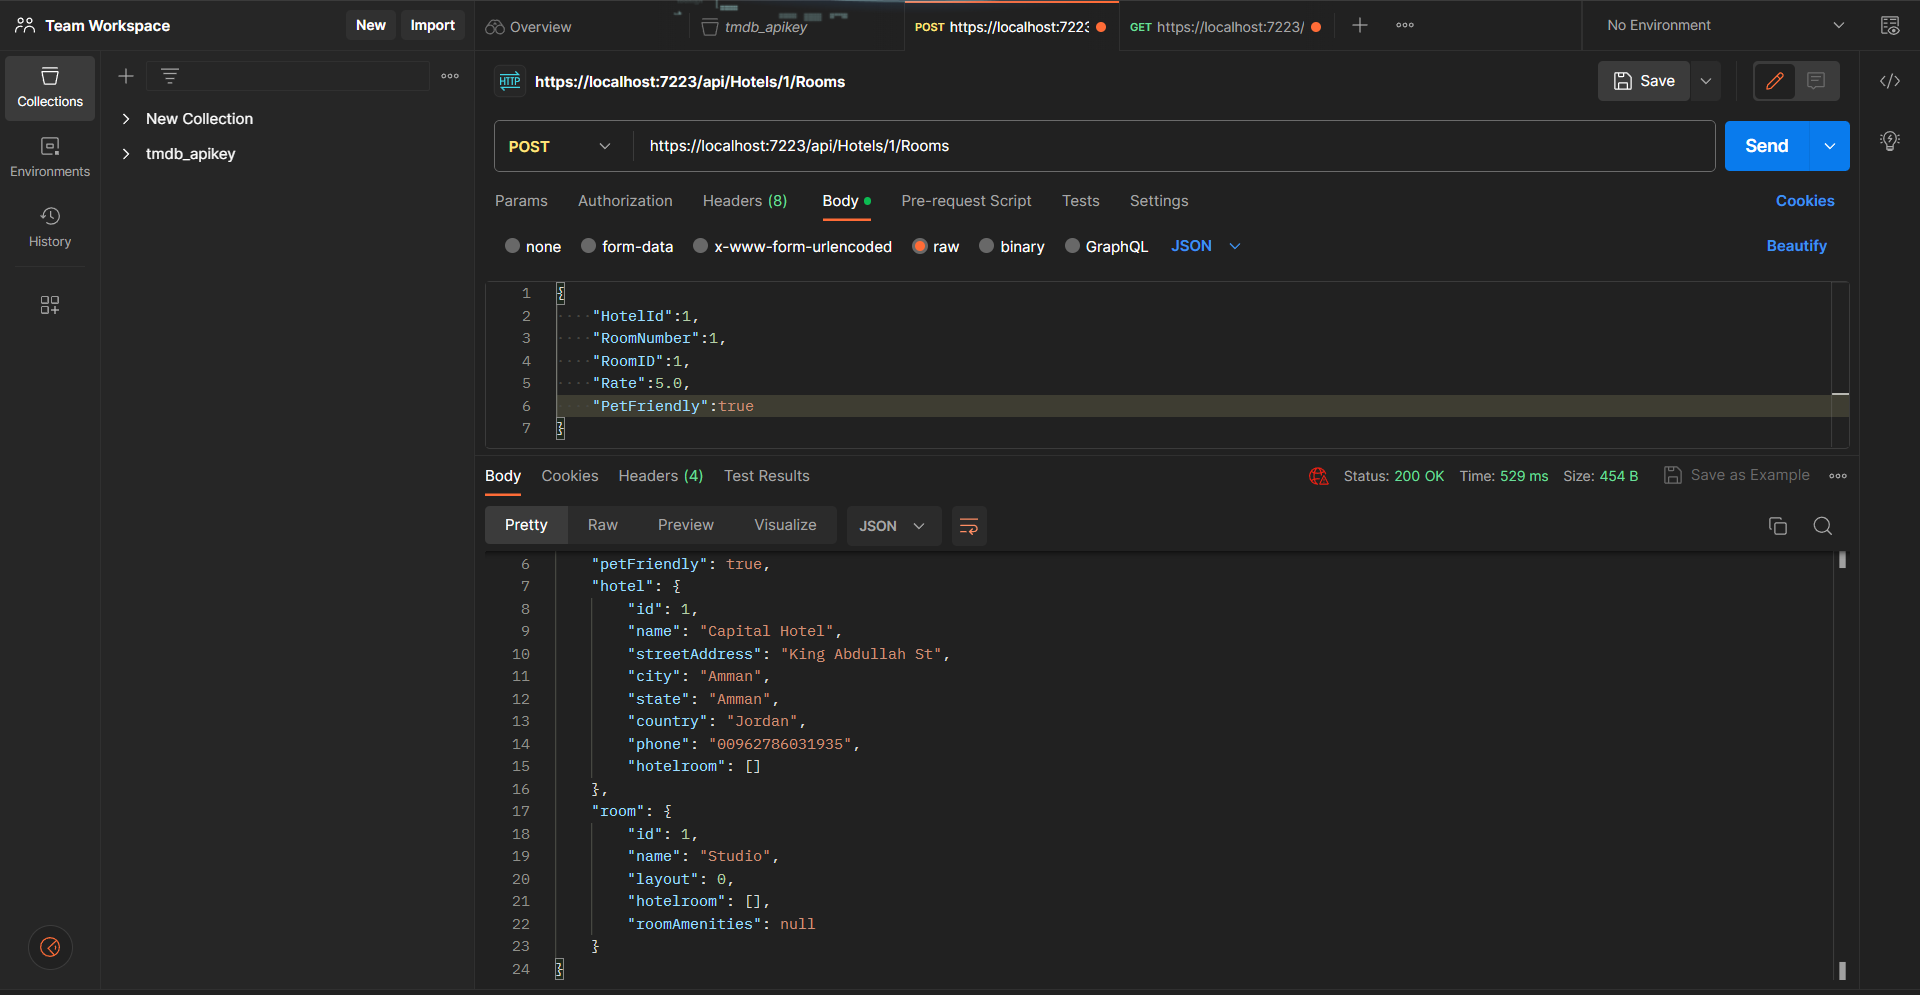 Team Workspace
New
Import
Overview
tmdb_apikey
POST https://localhost:7223
GET https://localhost:7223/
No Environment
Collections
Environments
History
New Collection
tmdb_apikey
HTTP
https://localhost:7223/api/Hotels/1/Rooms
Save
POST
https://localhost:7223/api/Hotels/1/Rooms
Send
Params
Authorization
Headers (8)
Body
Pre-request Script
Tests
Settings
Cookies
none
form-data
x-www-form-urlencoded
raw
binary
GraphQL
JSON
Beautify
1 {
2 ····"HotelId":1,
3 ····"RoomNumber":1,
4 ····"RoomID":1,
5 ····"Rate":5.0,
6 ····"PetFriendly":true
7 }
Body
Cookies
Headers (4)
Test Results
Status: 200 OK
Time: 529 ms
Size: 454 B
Save as Example
Pretty
Raw
Preview
Visualize
JSON
6 "petFriendly": true,
7 "hotel": {
8 "id": 1,
9 "name": "Capital Hotel",
10 "streetAddress": "King Abdullah St",
11 "city": "Amman",
12 "state": "Amman",
13 "country": "Jordan",
14 "phone": "00962786031935",
15 "hotelroom": []
16 },
17 "room": {
18 "id": 1,
19 "name": "Studio",
20 "layout": 0,
21 "hotelroom": [],
22 "roomAmenities": null
23 }
24 }